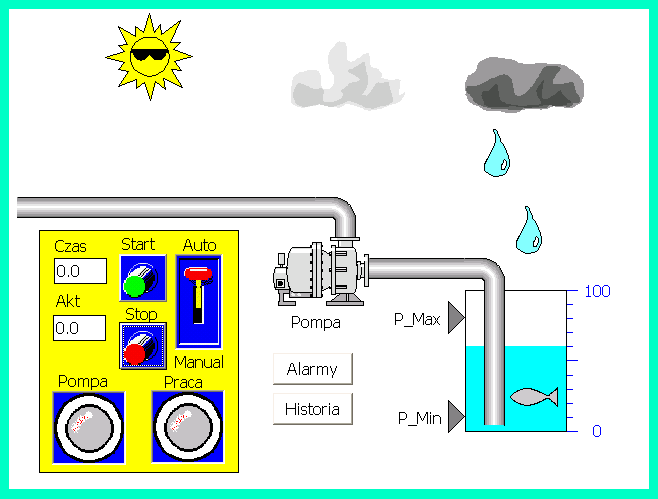 Czas
Start
Auto
0.0
Akt
0.0
Stop
Manual
Pompa
Praca
Pompa
Alarmy
Historia
P_Max
P_Min
100
0